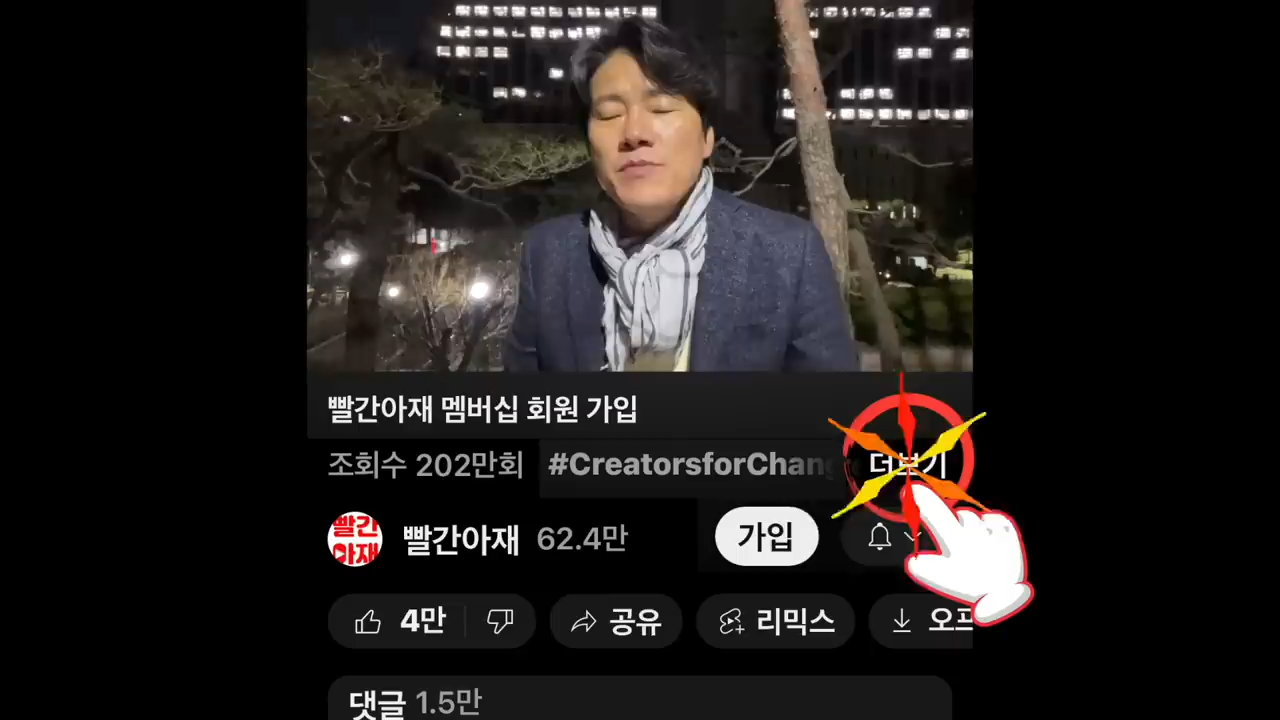 빨간아재 멤버십 회원 가입
조회수 202만회 #CreatorsforChang 더보기
빨간
아재
빨간아재 62.4만 가입
4만 공유 리믹스 오프
댓글 1.5만